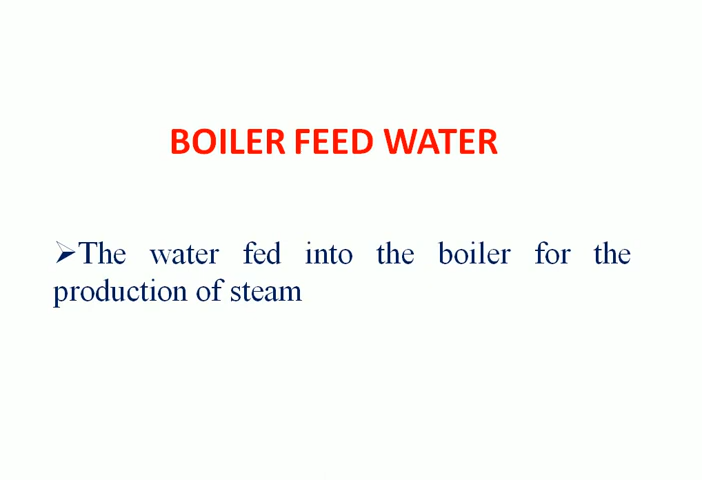 BOILER FEED WATER
➢The water fed into the boiler for the
production of steam